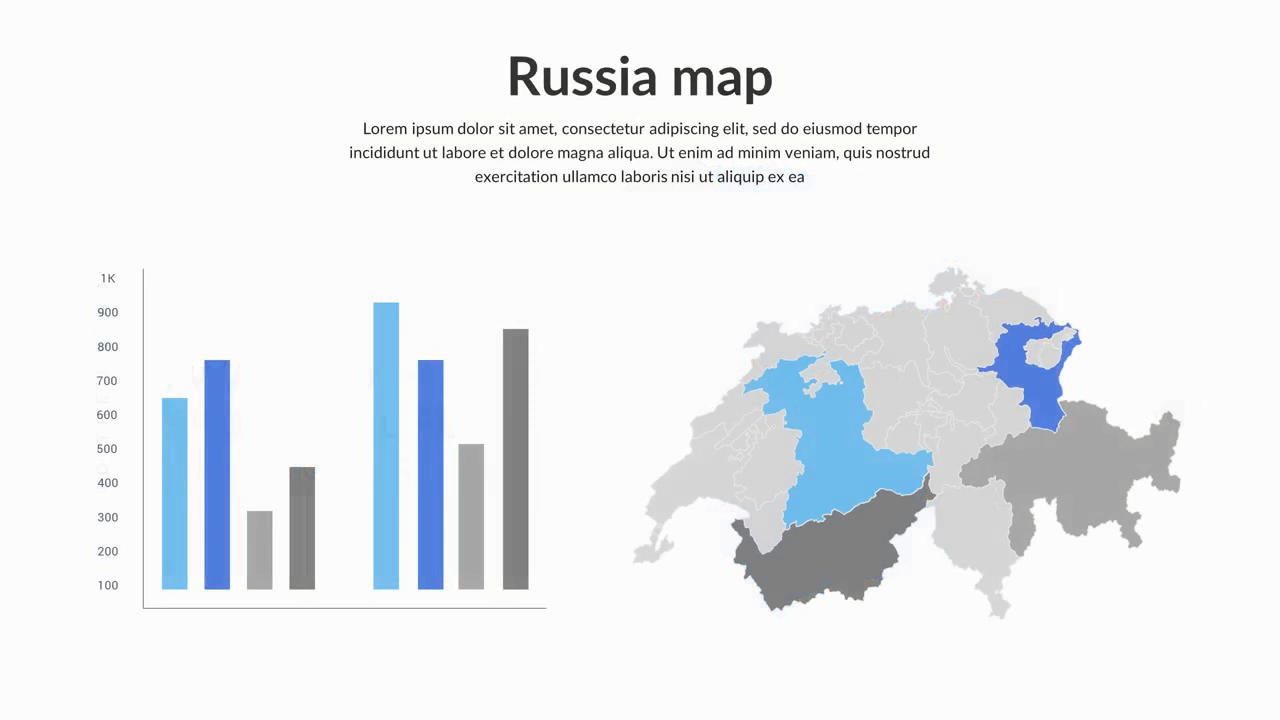 Russia map
Lorem ipsum dolor sit amet, consectetur adipiscing elit, sed do eiusmod tempor
incididunt ut labore et dolore magna aliqua. Ut enim ad minim veniam, quis nostrud
exercitation ullamco laboris nisi ut aliquip ex ea
1K
900
800
700
600
500
400
300
200
100